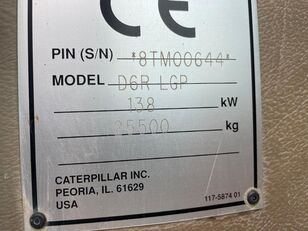 CE
PIN (S/N) *8TM00644*
MODEL D6R LGP
138 kW
25500 kg
CATERPILLAR INC.
PEORIA, IL. 61629
USA
117-5874 01